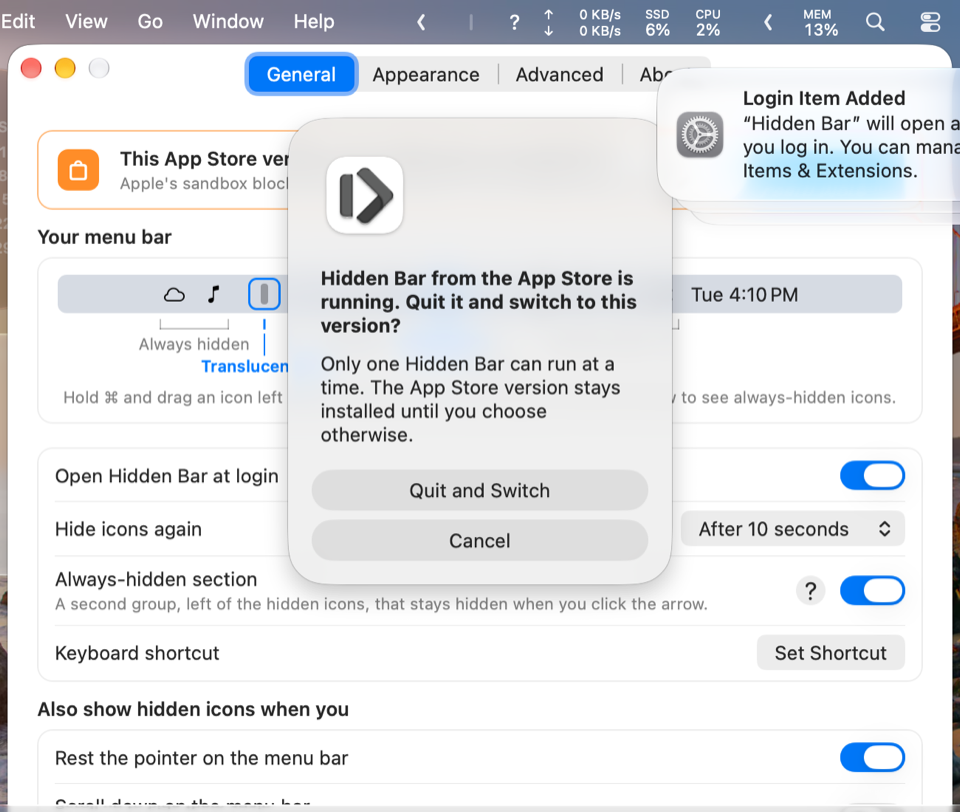 Edit View Go Window Help ? 0 KB/s SSD CPU MEM
0 KB/s 6% 2% 13%
General Appearance Advanced
Login Item Added
“Hidden Bar” will open
you log in. You can
Items & Extensions.
This App Store
Apple's sandbox
Your menu bar
Tue 4:10 PM
Always hidden
Hold ⌘ and drag an icon left to see always-hidden icons.
Hidden Bar from the App Store is
running. Quit it and switch to this
version?
Only one Hidden Bar can run at a
time. The App Store version stays
installed until you choose
otherwise.
Quit and Switch
Cancel
Open Hidden Bar at login
Hide icons again After 10 seconds
Always-hidden section ?
A second group, left of the hidden icons, that stays hidden when you click the arrow.
Keyboard shortcut Set Shortcut
Also show hidden icons when you
Rest the pointer on the menu bar